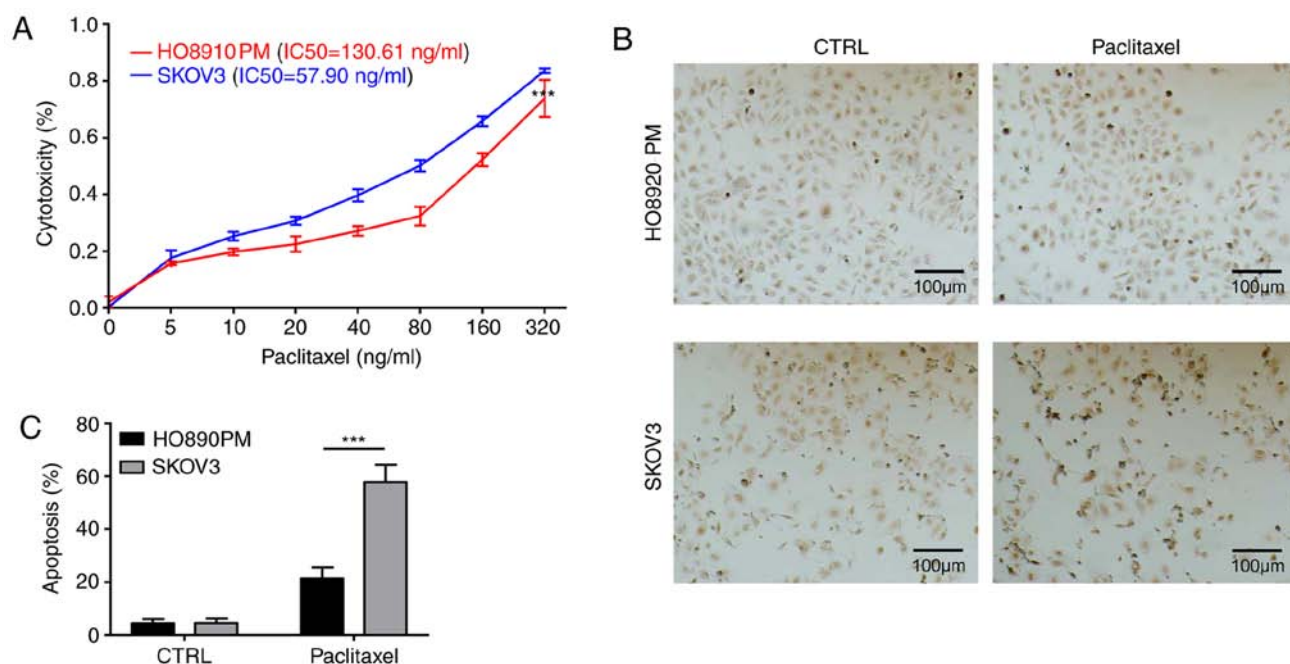 A
1.0
0.8
0.6
0.4
0.2
0.0
Cytotoxicity (%)
HO8910PM (IC50=130.61 ng/ml)
SKOV3 (IC50=57.90 ng/ml)
***
0 5 10 20 40 80 160 320
Paclitaxel (ng/ml)
B
CTRL Paclitaxel
HO8920 PM
100μm 100μm
SKOV3
100μm 100μm
C
80
60
40
20
0
Apoptosis (%)
HO890PM
SKOV3
***
CTRL Paclitaxel